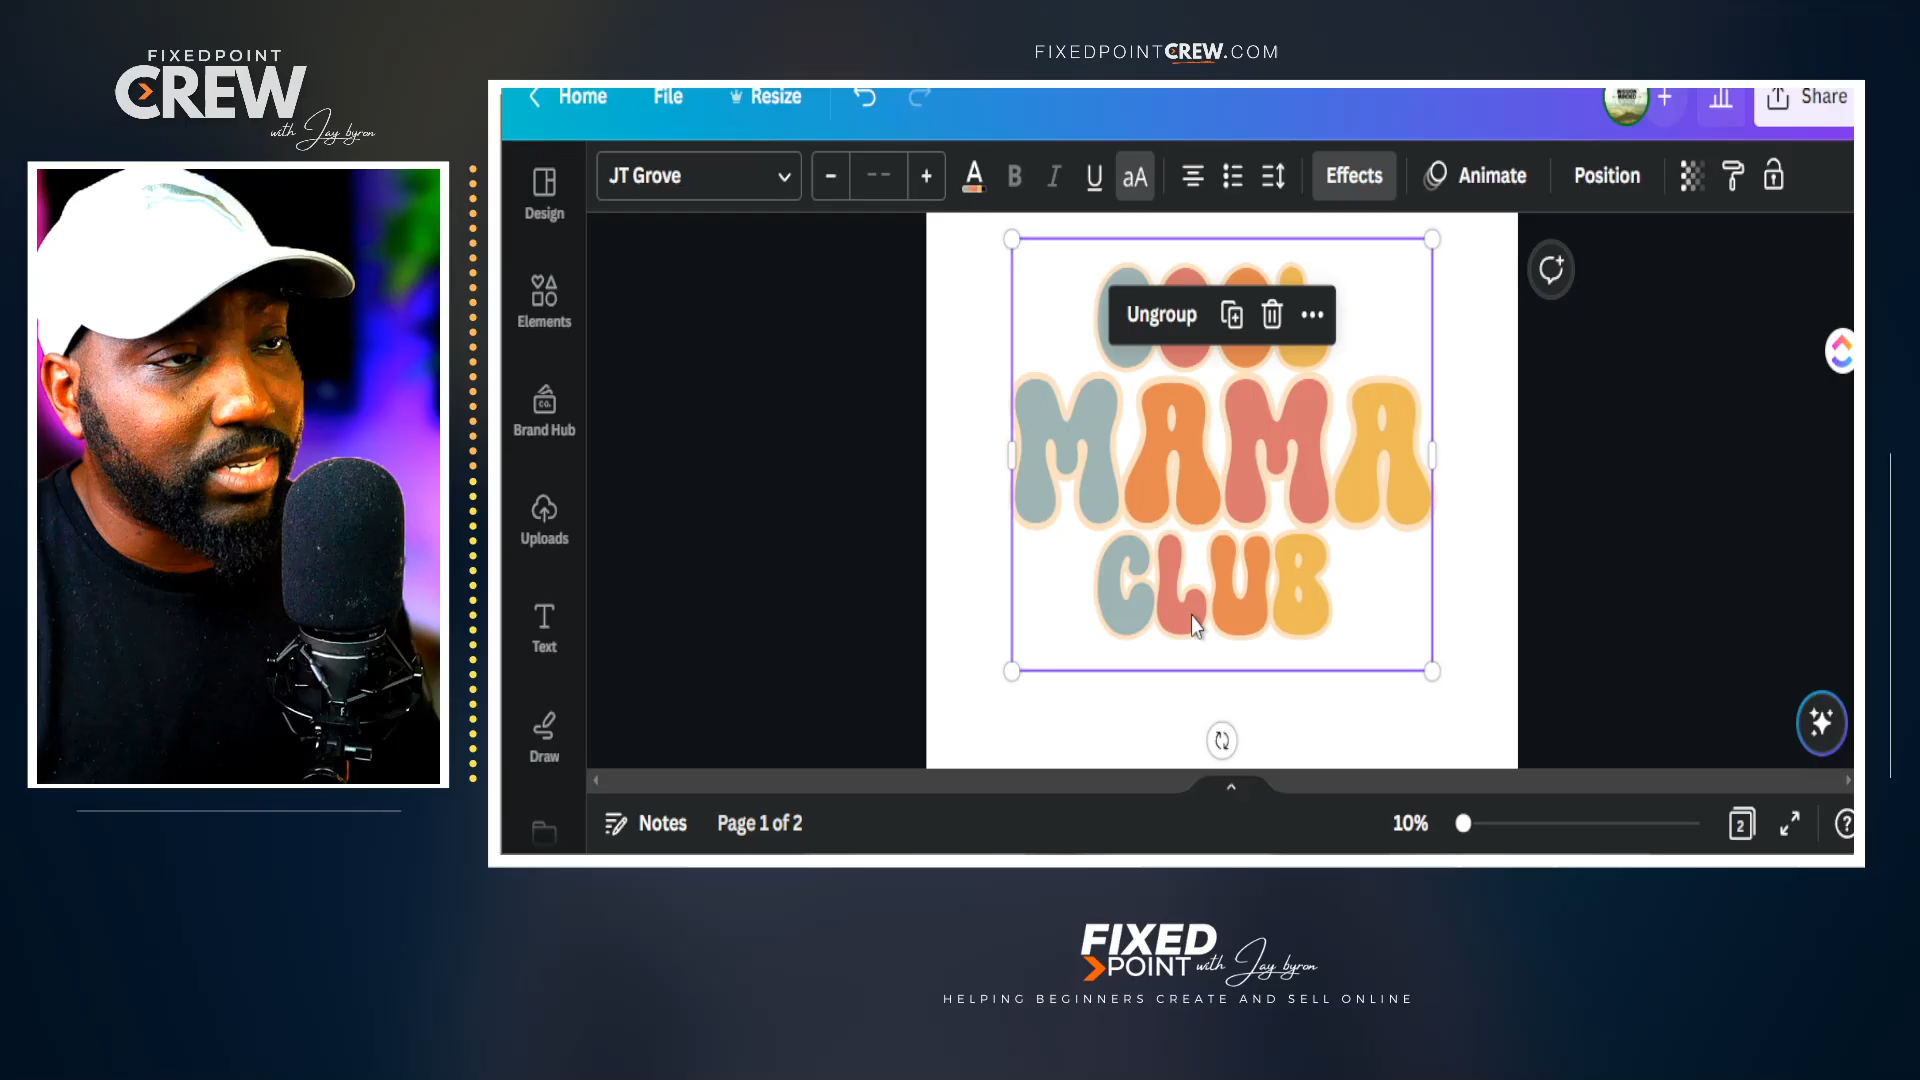 FIXEDPOINT
CREW
with Jay byron
FIXEDPOINTCREW.COM
Home File Resize Share
JT Grove - -- + A B I U aA Effects Animate Position
Design
Elements
CO.
Brand Hub
Uploads
T
Text
Draw
Ungroup
MAMA
CLUB
Notes Page 1 of 2 10% 2 ?
FIXED
POINT with Jay byron
HELPING BEGINNERS CREATE AND SELL ONLINE